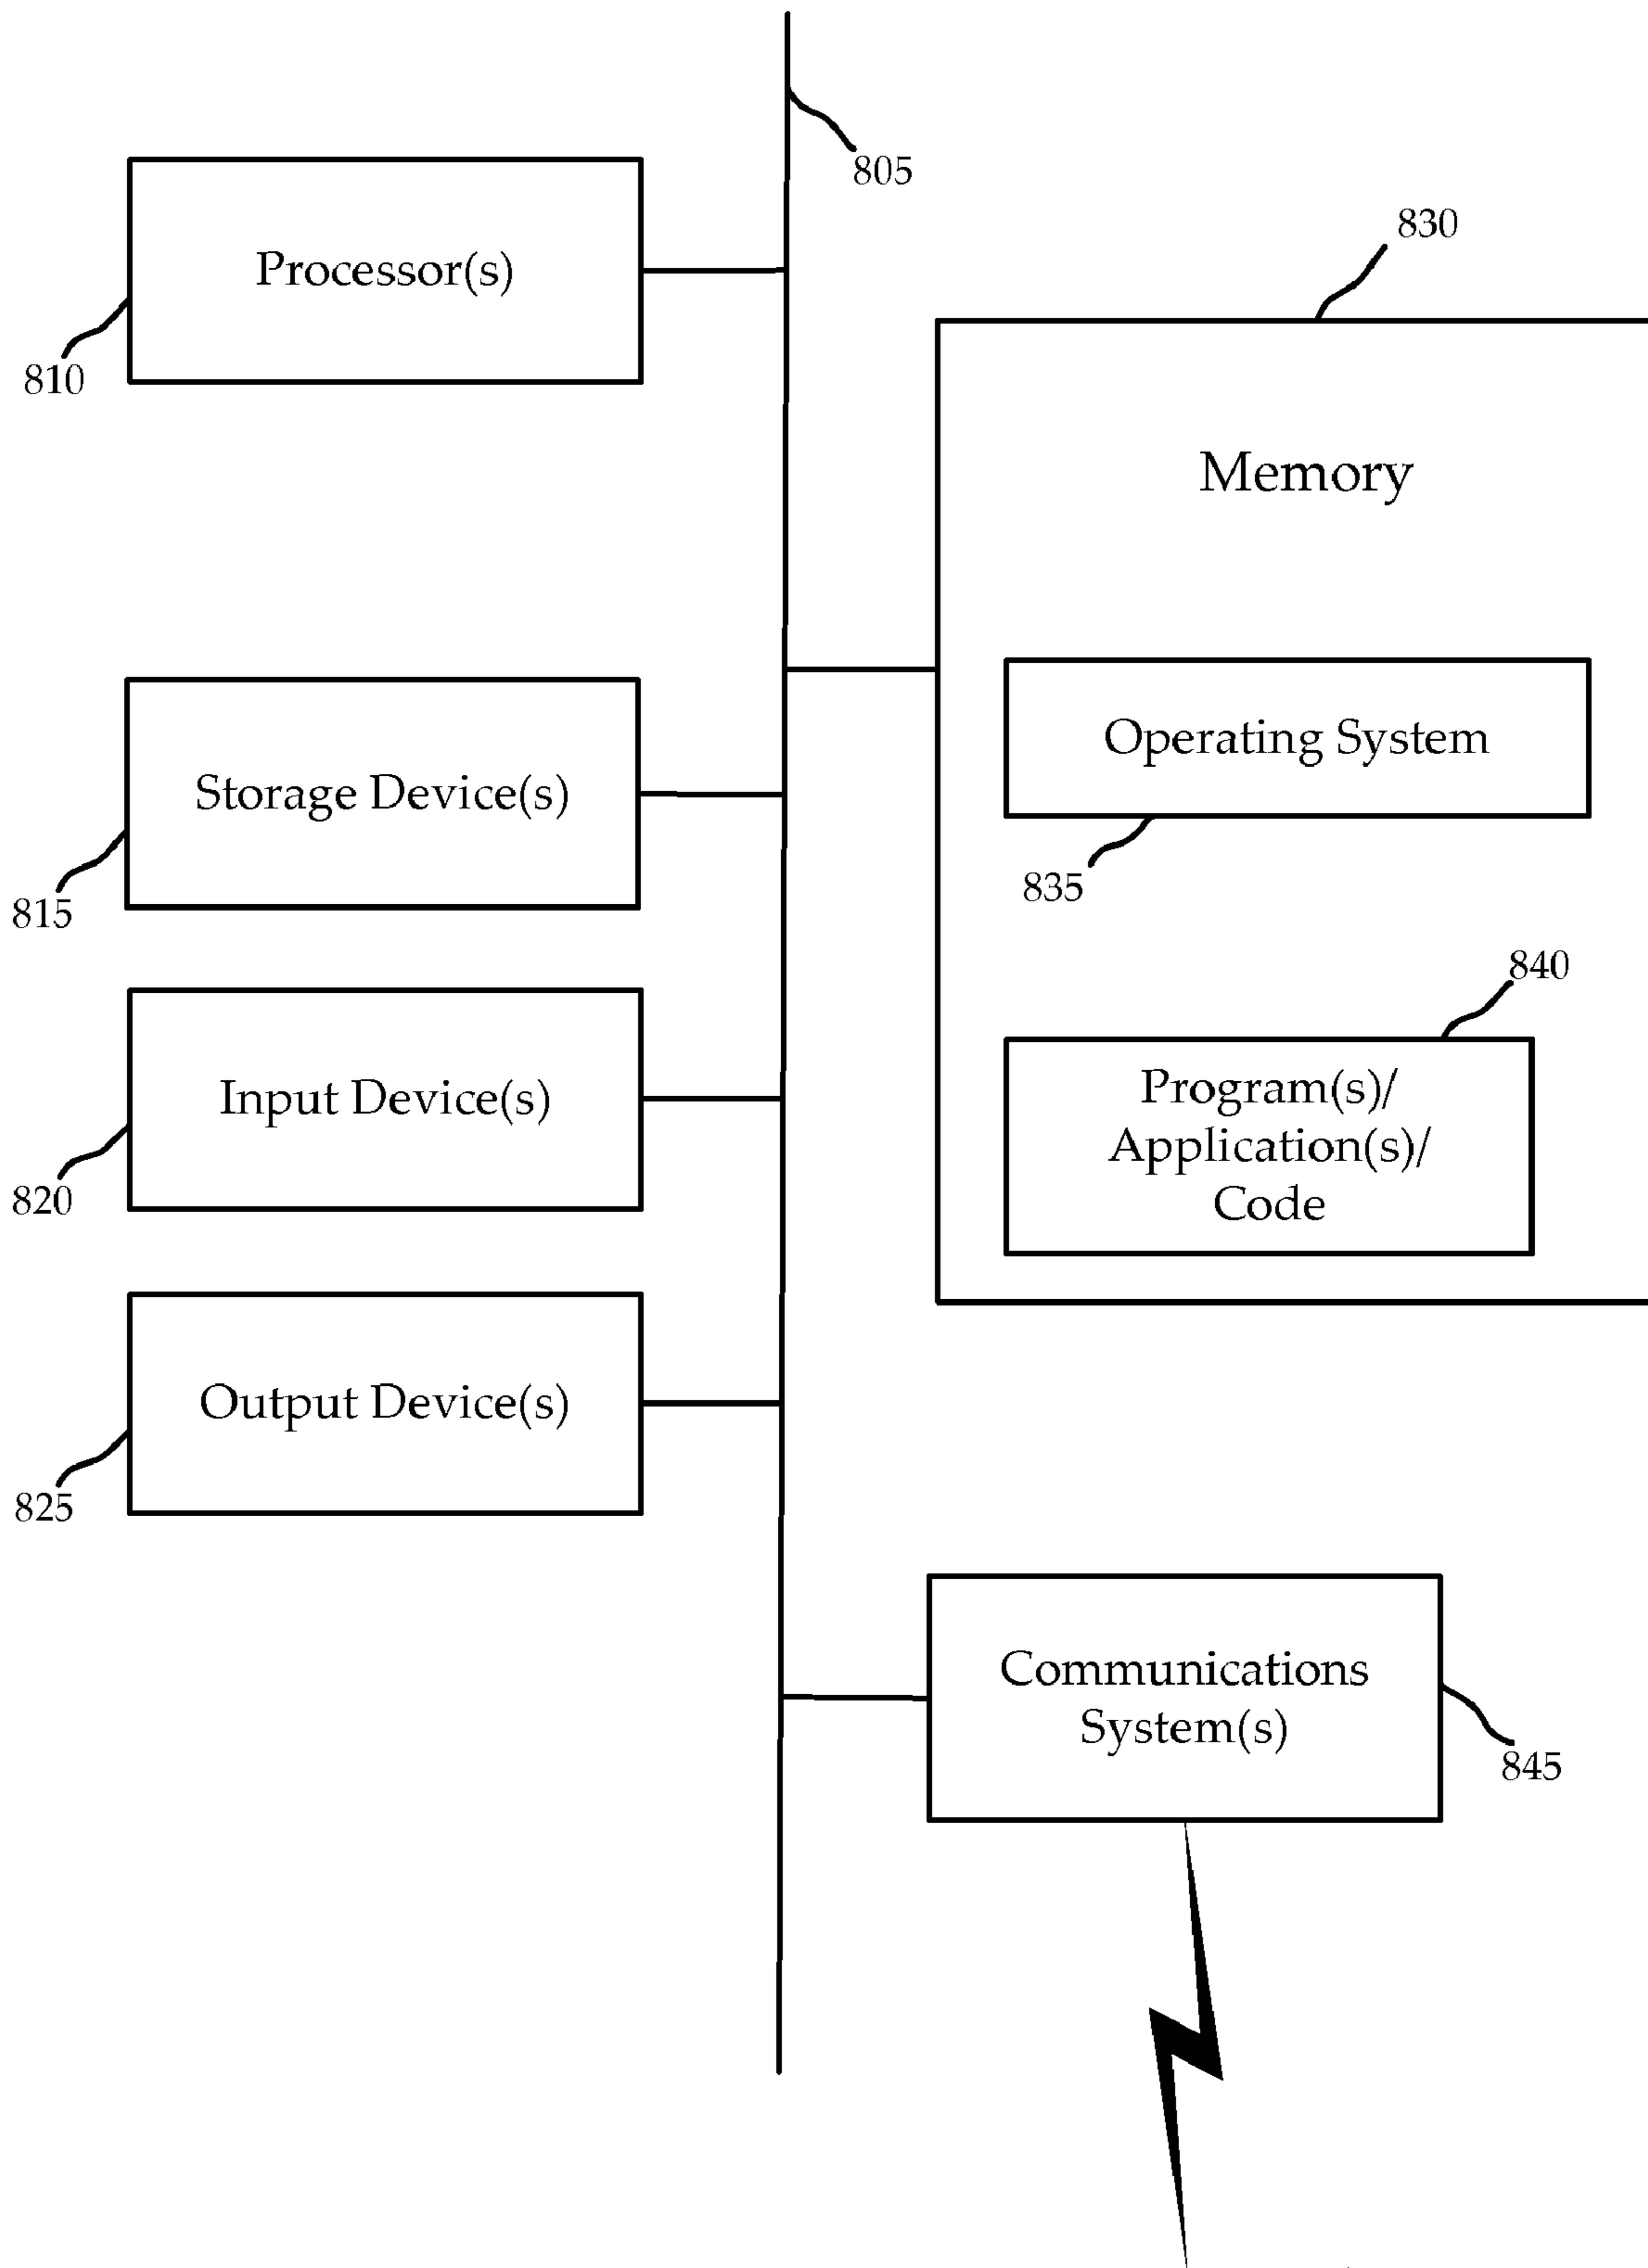 805
Processor(s)
810
830
Memory
Storage Device(s)
815
Operating System
835
Input Device(s)
820
840
Program(s)/
Application(s)/
Code
Output Device(s)
825
Communications
System(s)
845